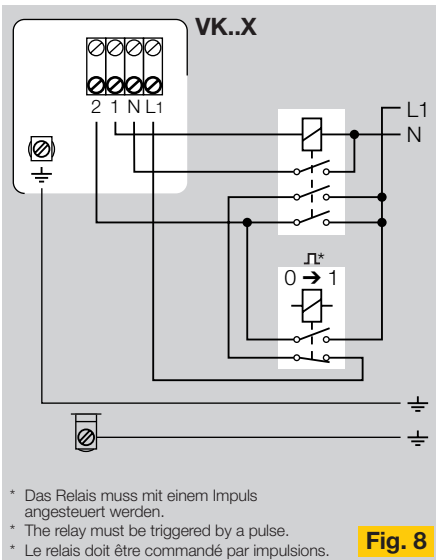 VK..X
2 1 N L1
L1
N
⎍*
0 ➔ 1
* Das Relais muss mit einem Impuls
angesteuert werden.
* The relay must be triggered by a pulse.
* Le relais doit être commandé par impulsions.
Fig. 8